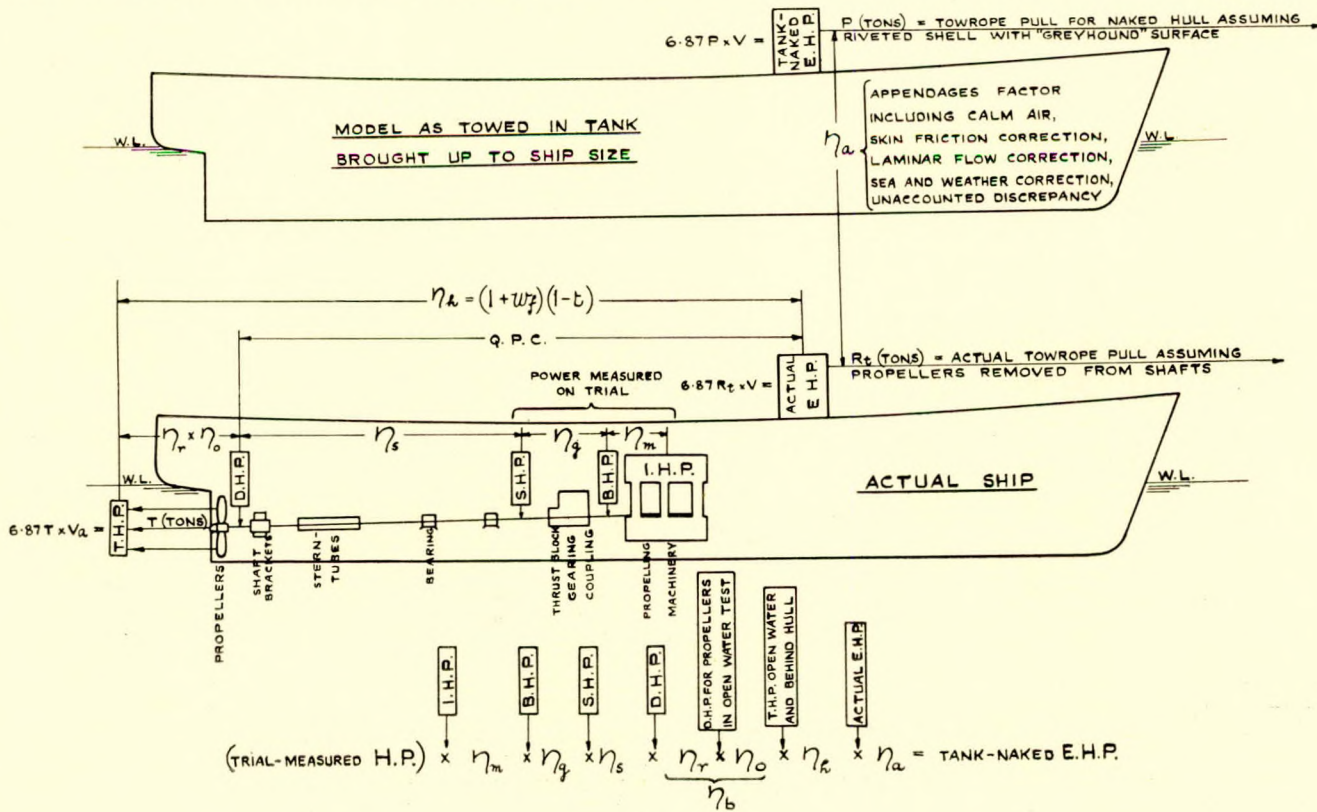 6·87 P × V =
TANK-
NAKED
E.H.P.
P (TONS) = TOWROPE PULL FOR NAKED HULL ASSUMING
RIVETED SHELL WITH "GREYHOUND" SURFACE
MODEL AS TOWED IN TANK
BROUGHT UP TO SHIP SIZE
W.L.
W.L.
ηa
APPENDAGES FACTOR
INCLUDING CALM AIR,
SKIN FRICTION CORRECTION,
LAMINAR FLOW CORRECTION,
SEA AND WEATHER CORRECTION,
UNACCOUNTED DISCREPANCY
ηh = (1+wf)(1-t)
Q.P.C.
POWER MEASURED
ON TRIAL
6·87 Rt × V =
ACTUAL
E H.P.
Rt (TONS) = ACTUAL TOWROPE PULL ASSUMING
PROPELLERS REMOVED FROM SHAFTS
ηr × ηo
ηs
ηg
ηm
D.H.P.
S.H.P.
B.H.P.
I.H.P.
ACTUAL SHIP
W.L.
W.L.
6·87 T × Va =
T.H.P.
T (TONS)
PROPELLERS
SHAFT
BRACKETS
STERN-
TUBES
BEARING
THRUST BLOCK
GEARING
COUPLING
PROPELLING
MACHINERY
I.H.P.
B.H.P.
S.H.P.
D.H.P.
D.H.P. FOR PROPELLERS
IN OPEN WATER TEST
T.H.P. OPEN WATER
AND BEHIND HULL
ACTUAL E.H.P.
(TRIAL-MEASURED H.P.) × ηm × ηg × ηs × ηr × ηo × ηh × ηa = TANK-NAKED E.H.P.
ηb